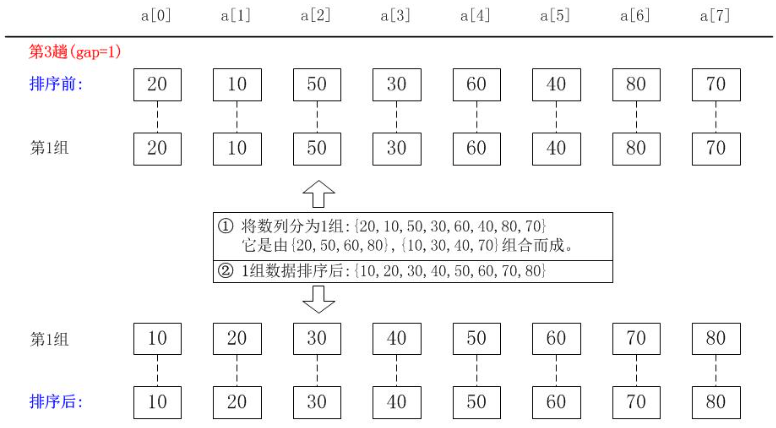 a[0] a[1] a[2] a[3] a[4] a[5] a[6] a[7]
第3趟(gap=1)
排序前: 20 10 50 30 60 40 80 70
第1组 20 10 50 30 60 40 80 70
① 将数列分为1组:{20,10,50,30,60,40,80,70}
它是由{20,50,60,80},{10,30,40,70}组合而成。
② 1组数据排序后:{10,20,30,40,50,60,70,80}
第1组 10 20 30 40 50 60 70 80
排序后: 10 20 30 40 50 60 70 80